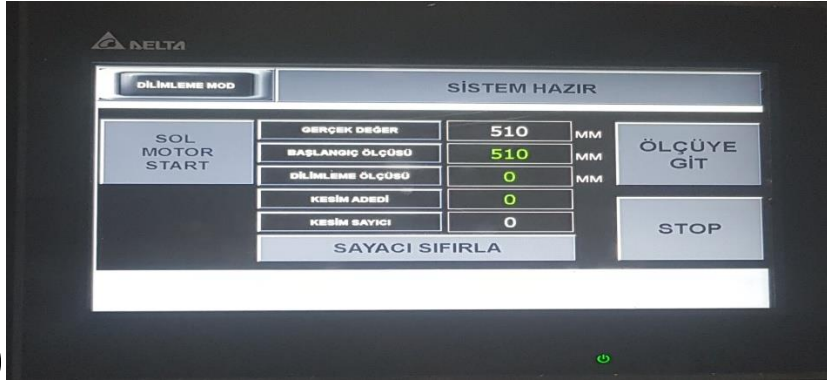 DELTA
DİLİMLEME MOD
SİSTEM HAZIR
SOL
MOTOR
START
GERÇEK DEĞER 510 MM
BAŞLANGIÇ ÖLÇÜSÜ 510 MM
DİLİMLEME ÖLÇÜSÜ 0 MM
KESİM ADEDİ 0
KESİM SAYICI 0
SAYACI SIFIRLA
ÖLÇÜYE
GİT
STOP
)